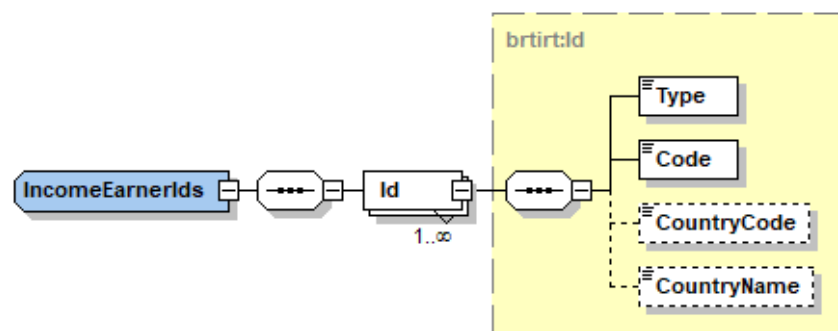 brtirt:Id
Type
Code
IncomeEarnerIds
Id
1..∞
CountryCode
CountryName